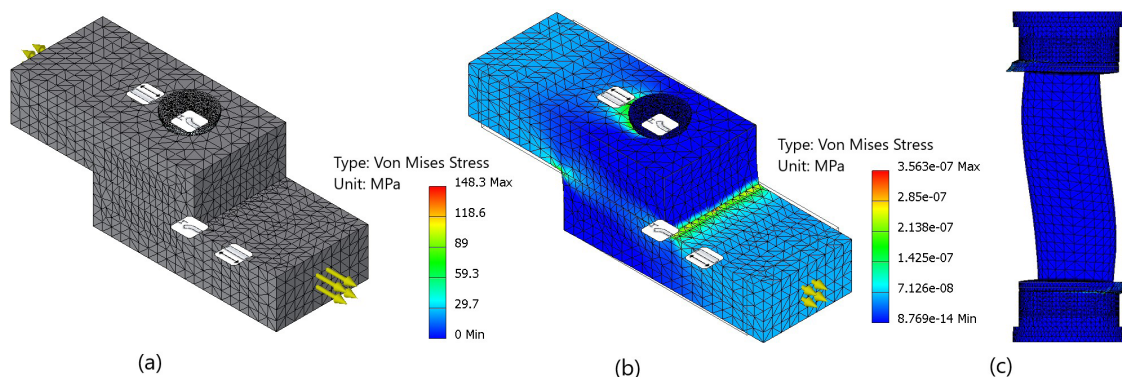 Type: Von Mises Stress
Unit: MPa
148.3 Max
118.6
89
59.3
29.7
0 Min
Type: Von Mises Stress
Unit: MPa
3.563e-07 Max
2.85e-07
2.138e-07
1.425e-07
7.126e-08
8.769e-14 Min
(a)
(b)
(c)